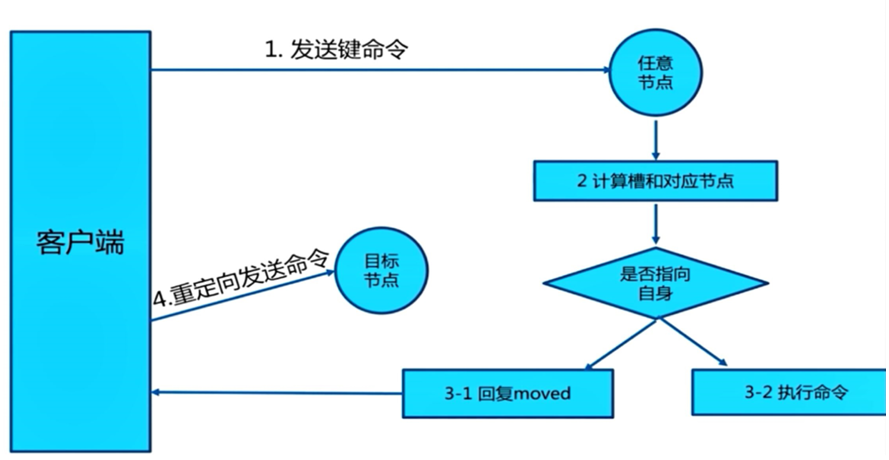 1. 发送键命令
任意
节点
2 计算槽和对应节点
客户端
4.重定向发送命令
目标
节点
是否指向
自身
3-1 回复moved
3-2 执行命令